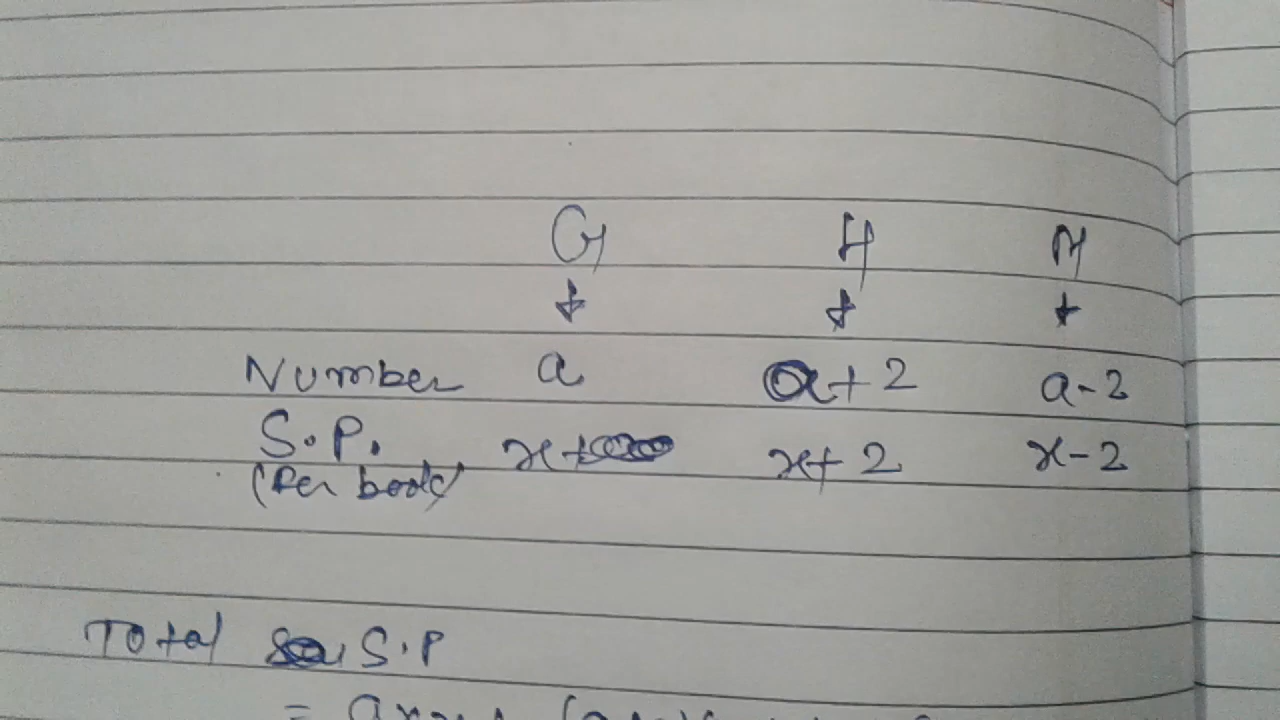 G H M
↓ ↓ ↓
Number a a+2 a-2
S.P. x x+2 x-2
(Per book)
Total S.P
=